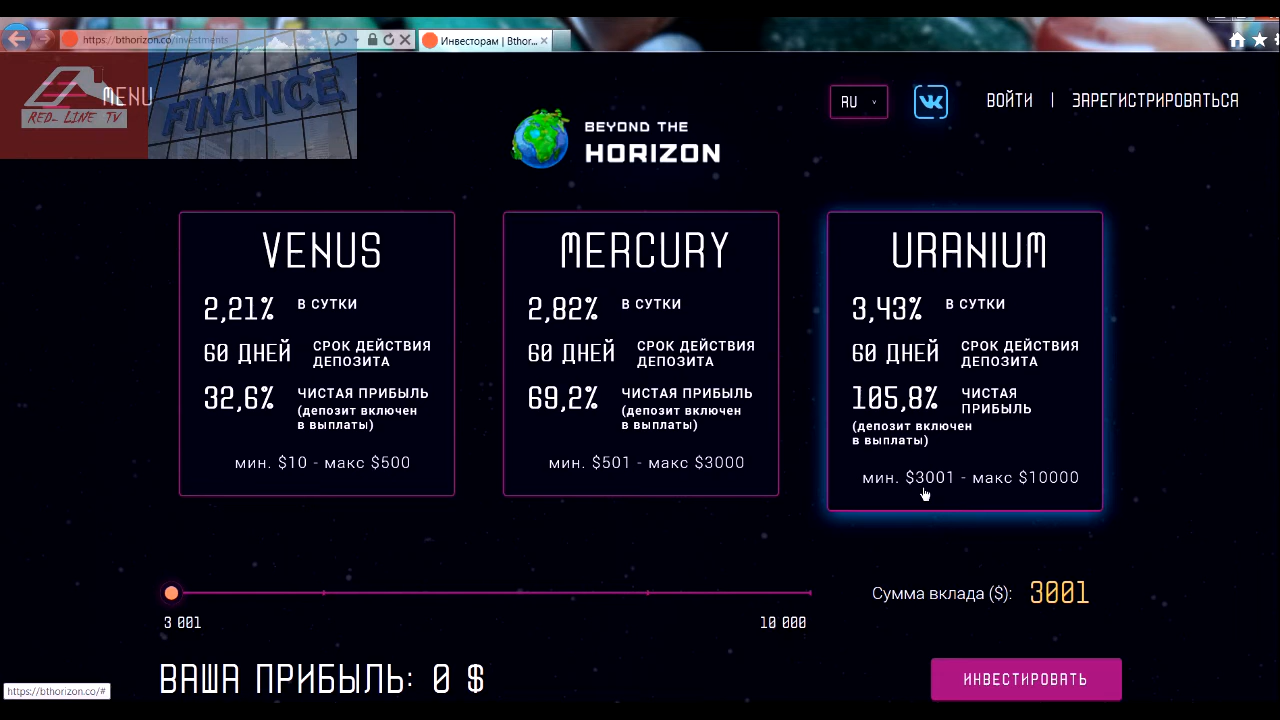 https://bthorizon.co/investments
Инвесторам | Bthor...
MENU
RED_LINE TV
FINANCE
BEYOND THE
HORIZON
RU
ВОЙТИ | ЗАРЕГИСТРИРОВАТЬСЯ
VENUS
2,21% В СУТКИ
60 ДНЕЙ СРОК ДЕЙСТВИЯ
ДЕПОЗИТА
32,6% ЧИСТАЯ ПРИБЫЛЬ
(депозит включен
в выплаты)
мин. $10 - макс $500
MERCURY
2,82% В СУТКИ
60 ДНЕЙ СРОК ДЕЙСТВИЯ
ДЕПОЗИТА
69,2% ЧИСТАЯ ПРИБЫЛЬ
(депозит включен
в выплаты)
мин. $501 - макс $3000
URANIUM
3,43% В СУТКИ
60 ДНЕЙ СРОК ДЕЙСТВИЯ
ДЕПОЗИТА
105,8% ЧИСТАЯ
ПРИБЫЛЬ
(депозит включен
в выплаты)
мин. $3001 - макс $10000
3 001
10 000
Сумма вклада ($): 3001
ВАША ПРИБЫЛЬ: 0 $
ИНВЕСТИРОВАТЬ
https://bthorizon.co/#